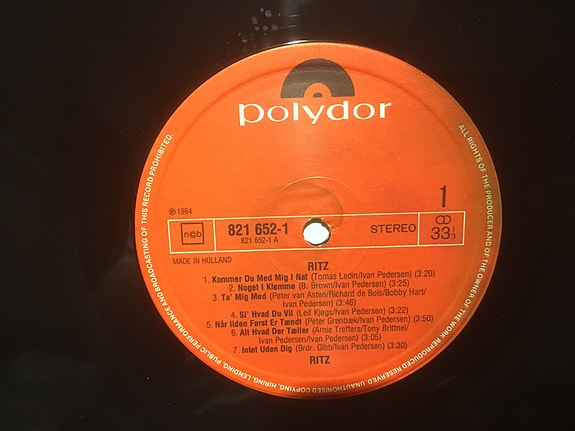 polydor
1
℗ 1984
n©b
821 652-1
821 652-1 A
STEREO
33 1/3
MADE IN HOLLAND
RITZ
1. Kommer Du Med Mig I Nat (Tomas Ledin/Ivan Pedersen) (3:20)
2. Noget I Klemme (B. Brown/Ivan Pedersen) (3:25)
3. Ta' Mig Med (Peter van Asten/Richard de Bois/Bobby Hart/
Ivan Pedersen) (3:46)
4. Si' Hvad Du Vil (Leif Kjøgs/Ivan Pedersen) (3:22)
5. Når Ilden Først Er Tændt (Peter Grønbæk/Ivan Pedersen) (3:50)
6. Alt Hvad Der Tæller (Arnie Treffers/Tony Brittnel/
Ivan Pedersen) (3:05)
7. Intet Uden Dig (Brdr. Gibb/Ivan Pedersen) (3:30)
RITZ
ALL RIGHTS OF THE PRODUCER AND OF THE OWNER OF THE WORK REPRODUCED RESERVED. UNAUTHORISED COPYING, HIRING, LENDING, PUBLIC PERFORMANCE AND BROADCASTING OF THIS RECORD PROHIBITED.